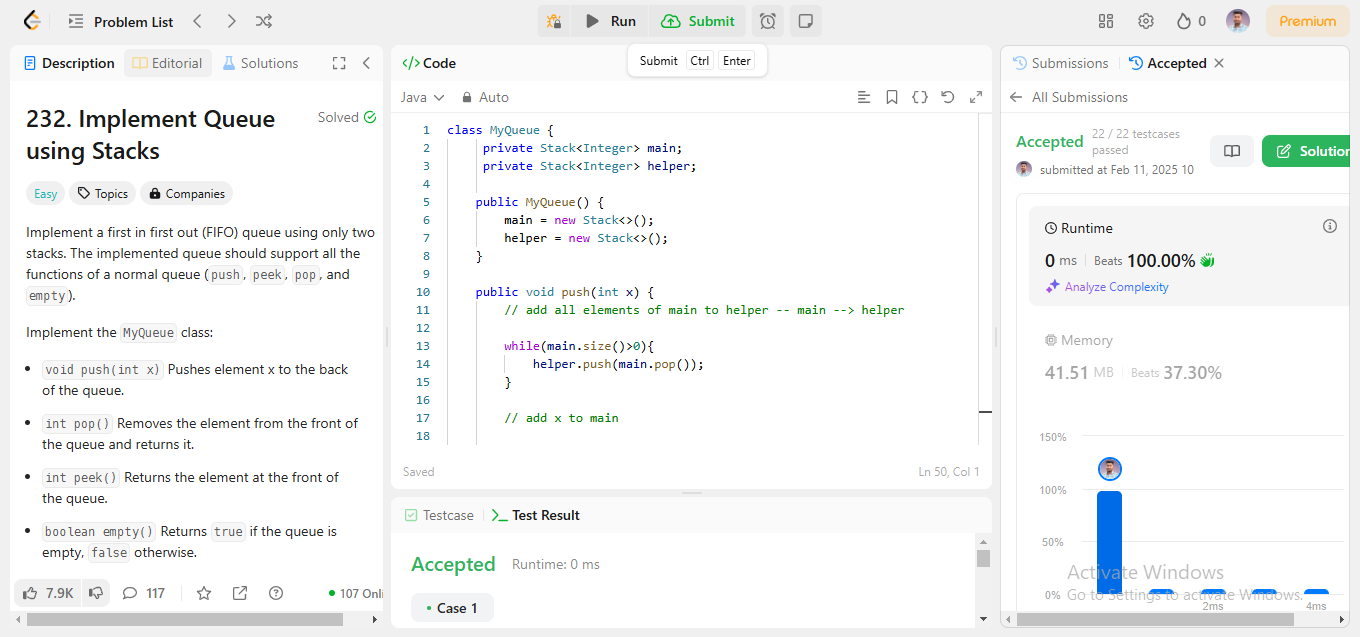 Problem List
Run
Submit
0
Premium
Submit Ctrl Enter
Description
Editorial
Solutions
232. Implement Queue
using Stacks
Solved
Easy
Topics
Companies
Implement a first in first out (FIFO) queue using only two
stacks. The implemented queue should support all the
functions of a normal queue (push, peek, pop, and
empty).
Implement the MyQueue class:
• void push(int x) Pushes element x to the back
of the queue.
• int pop() Removes the element from the front of
the queue and returns it.
• int peek() Returns the element at the front of
the queue.
• boolean empty() Returns true if the queue is
empty, false otherwise.
7.9K
117
107 Onli
</> Code
Java
Auto
1 class MyQueue {
2 private Stack<Integer> main;
3 private Stack<Integer> helper;
4
5 public MyQueue() {
6 main = new Stack<>();
7 helper = new Stack<>();
8 }
9
10 public void push(int x) {
11 // add all elements of main to helper -- main --> helper
12
13 while(main.size()>0){
14 helper.push(main.pop());
15 }
16
17 // add x to main
18
Saved
Ln 50, Col 1
Testcase
Test Result
Accepted
Runtime: 0 ms
• Case 1
Submissions
Accepted
All Submissions
Accepted
22 / 22 testcases
passed
submitted at Feb 11, 2025 10
Solution
Runtime
0 ms
Beats 100.00%
Analyze Complexity
Memory
41.51 MB
Beats 37.30%
150%
100%
50%
0%
2ms
4ms
Activate Windows
Go to Settings to activate Windows.